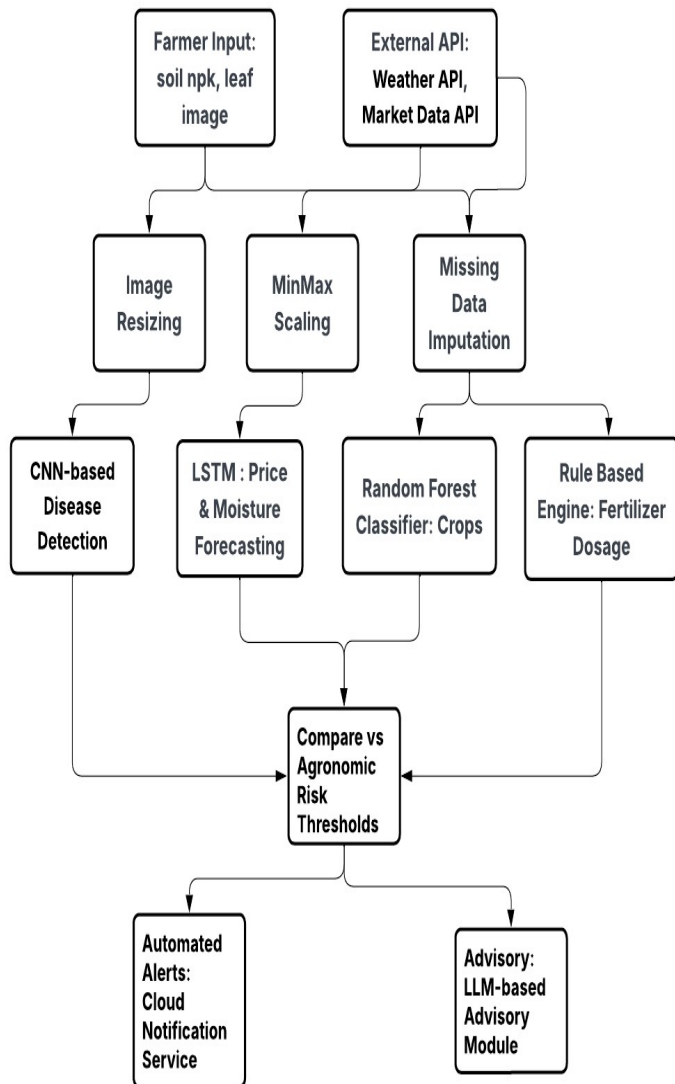 Farmer Input:
soil npk, leaf
image
External API:
Weather API,
Market Data API
Image
Resizing
MinMax
Scaling
Missing
Data
Imputation
CNN-based
Disease
Detection
LSTM : Price
& Moisture
Forecasting
Random Forest
Classifier: Crops
Rule Based
Engine: Fertilizer
Dosage
Compare vs
Agronomic
Risk
Thresholds
Automated
Alerts:
Cloud
Notification
Service
Advisory:
LLM-based
Advisory
Module